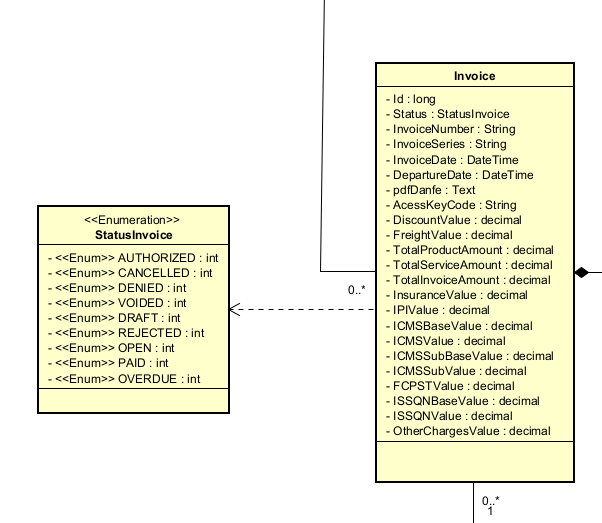 Invoice
- Id : long
- Status : StatusInvoice
- InvoiceNumber : String
- InvoiceSeries : String
- InvoiceDate : DateTime
- DepartureDate : DateTime
- pdfDanfe : Text
- AcessKeyCode : String
- DiscountValue : decimal
- FreightValue : decimal
- TotalProductAmount : decimal
- TotalServiceAmount : decimal
- TotalInvoiceAmount : decimal
- InsuranceValue : decimal
- IPIValue : decimal
- ICMSBaseValue : decimal
- ICMSValue : decimal
- ICMSSubBaseValue : decimal
- ICMSSubValue : decimal
- FCPSTValue : decimal
- ISSQNBaseValue : decimal
- ISSQNValue : decimal
- OtherChargesValue : decimal
<<Enumeration>>
StatusInvoice
- <<Enum>> AUTHORIZED : int
- <<Enum>> CANCELLED : int
- <<Enum>> DENIED : int
- <<Enum>> VOIDED : int
- <<Enum>> DRAFT : int
- <<Enum>> REJECTED : int
- <<Enum>> OPEN : int
- <<Enum>> PAID : int
- <<Enum>> OVERDUE : int
0..*
0..*
1